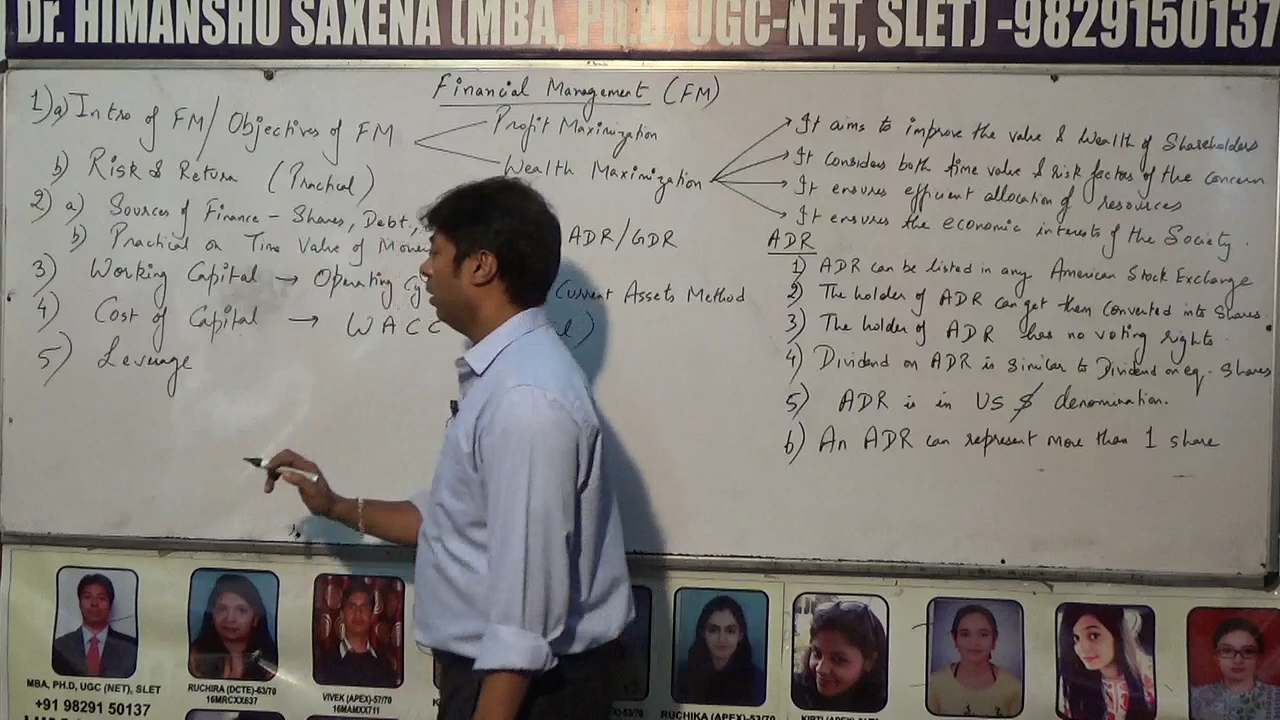 Dr. HIMANSHU SAXENA (MBA, Ph.D, UGC-NET, SLET) -9829150137
Financial Management (FM)
1) a) Intro of FM/Objectives of FM
Profit Maximization
Wealth Maximization
b) Risk & Return (Practical)
2) a) Sources of Finance - Shares, Debt,
ADR/GDR
b) Practical on Time Value of Money
3) Working Capital → Operating
Current Assets Method
4) Cost of Capital → WACC
5) Leverage
It aims to improve the value & wealth of Shareholders
It considers both time value & risk factors of the concern
It ensures efficient allocation of resources
It ensures the economic interests of the Society.
ADR
1) ADR can be listed in any American Stock Exchange
2) The holder of ADR can get them converted into shares
3) The holder of ADR has no voting rights.
4) Dividend on ADR is similar to Dividend on eq. shares
5) ADR is in US $ denomination.
6) An ADR can represent more than 1 share
MBA, PH.D, UGC (NET), SLET
+91 98291 50137
RUCHIRA (DCTE)-53/70
16MRCXX637
VIVEK (APEX)-57/70
16MAMXX711
RUCHIKA (APEX)-53/70